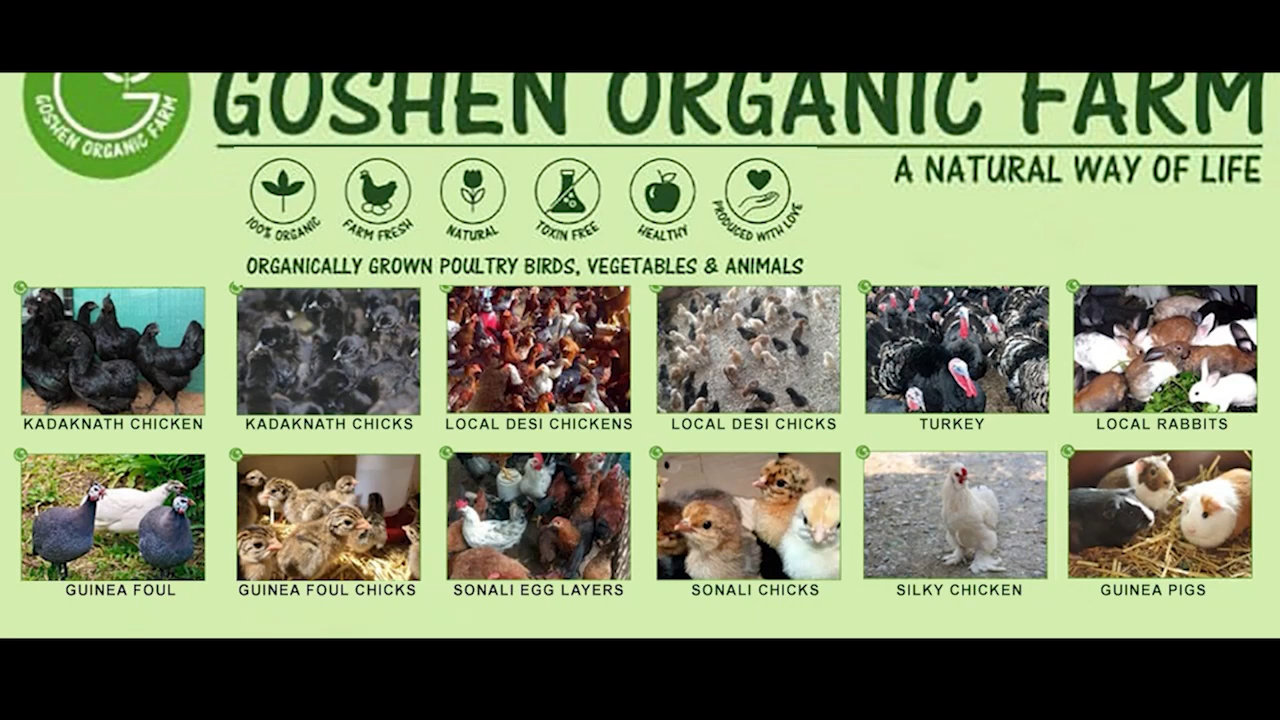 GOSHEN ORGANIC FARM
GOSHEN ORGANIC FARM
A NATURAL WAY OF LIFE
100% ORGANIC
FARM FRESH
NATURAL
TOXIN FREE
HEALTHY
PRODUCED WITH LOVE
ORGANICALLY GROWN POULTRY BIRDS, VEGETABLES & ANIMALS
KADAKNATH CHICKEN
KADAKNATH CHICKS
LOCAL DESI CHICKENS
LOCAL DESI CHICKS
TURKEY
LOCAL RABBITS
GUINEA FOUL
GUINEA FOUL CHICKS
SONALI EGG LAYERS
SONALI CHICKS
SILKY CHICKEN
GUINEA PIGS